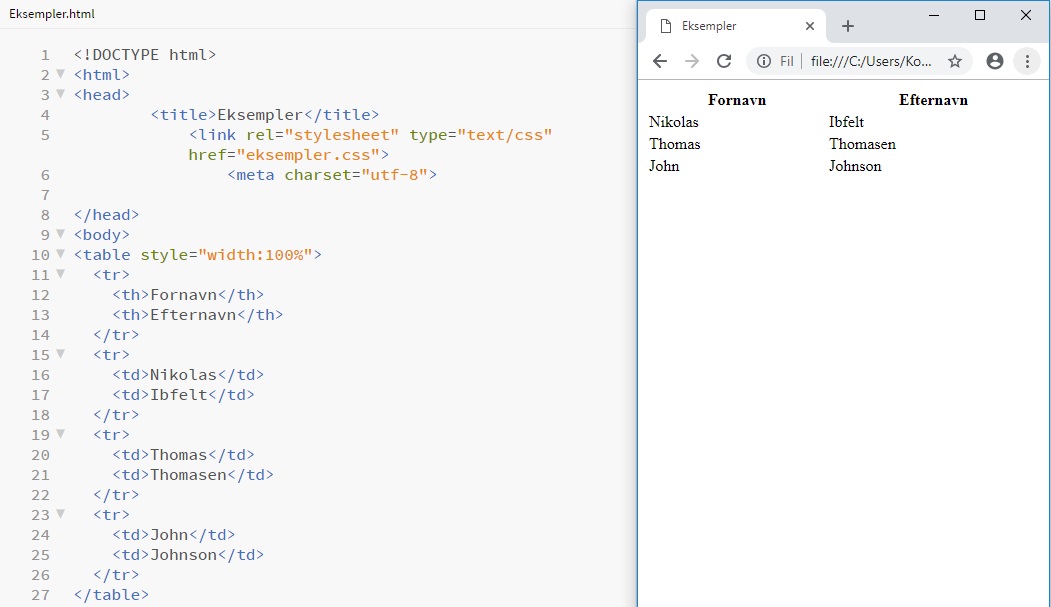 Eksempler.html
1 <!DOCTYPE html>
2 <html>
3 <head>
4 <title>Eksempler</title>
5 <link rel="stylesheet" type="text/css"
href="eksempler.css">
6 <meta charset="utf-8">
7
8 </head>
9 <body>
10 <table style="width:100%">
11 <tr>
12 <th>Fornavn</th>
13 <th>Efternavn</th>
14 </tr>
15 <tr>
16 <td>Nikolas</td>
17 <td>Ibfelt</td>
18 </tr>
19 <tr>
20 <td>Thomas</td>
21 <td>Thomasen</td>
22 </tr>
23 <tr>
24 <td>John</td>
25 <td>Johnson</td>
26 </tr>
27 </table>
Eksempler
Fil file:///C:/Users/Ko...
Fornavn Efternavn
Nikolas Ibfelt
Thomas Thomasen
John Johnson